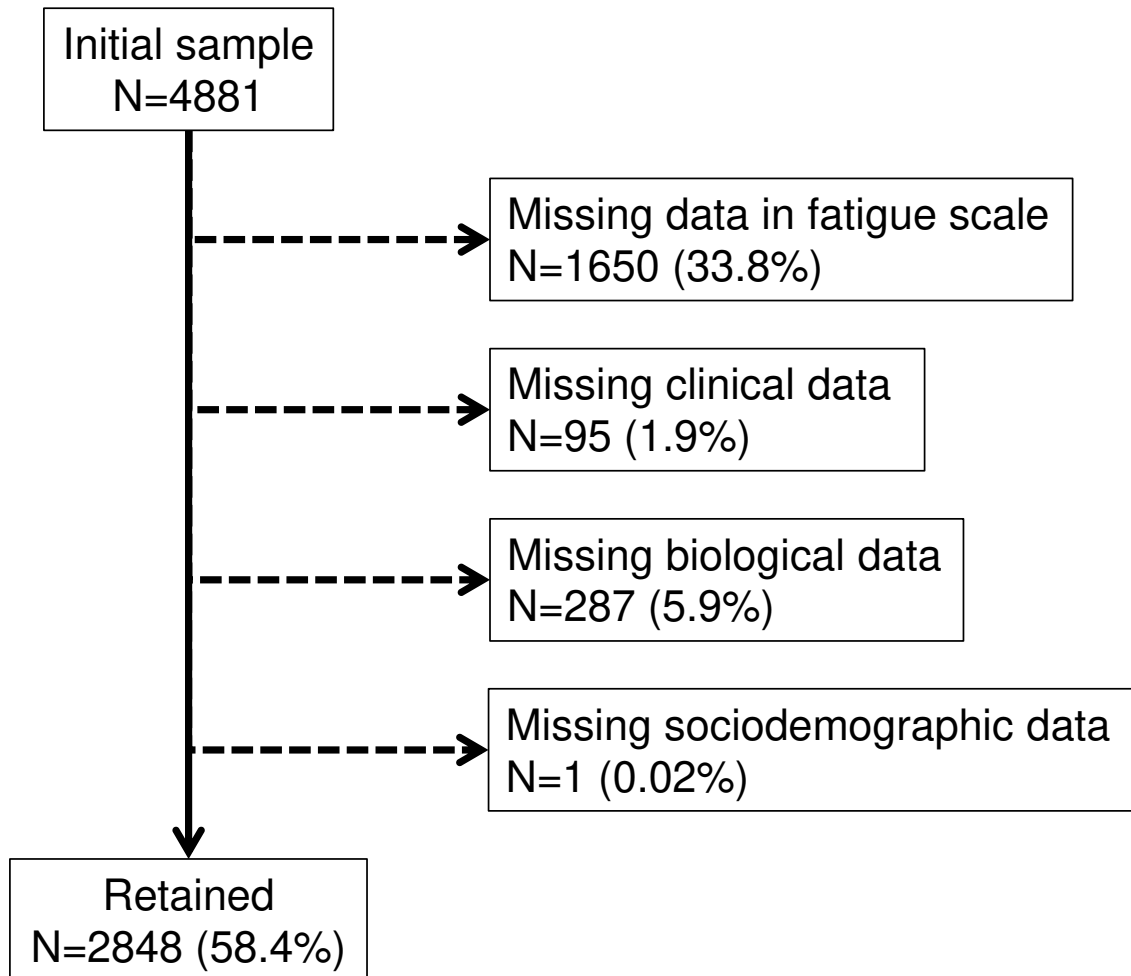 Initial sample
N=4881
Missing data in fatigue scale
N=1650 (33.8%)
Missing clinical data
N=95 (1.9%)
Missing biological data
N=287 (5.9%)
Missing sociodemographic data
N=1 (0.02%)
Retained
N=2848 (58.4%)